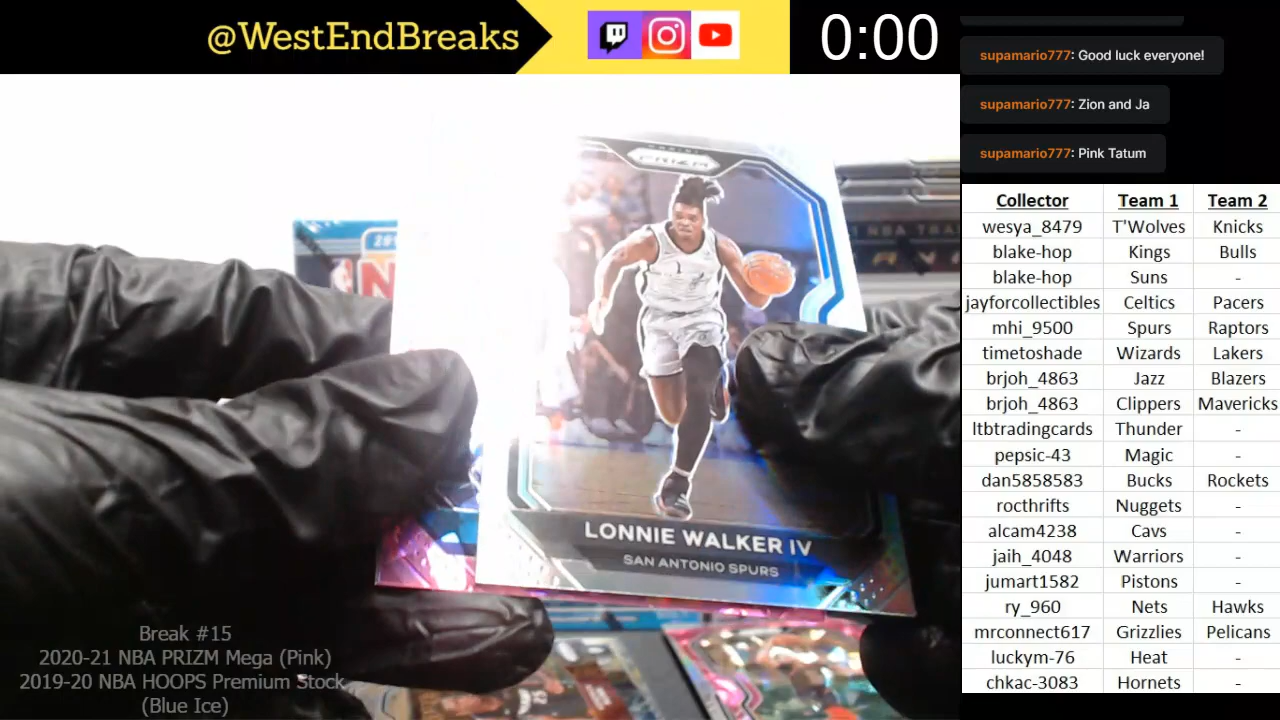 @WestEndBreaks
0:00
supamario777: Good luck everyone!
supamario777: Zion and Ja
supamario777: Pink Tatum
Collector Team 1 Team 2
wesya_8479 T'Wolves Knicks
blake-hop Kings Bulls
blake-hop Suns -
jayforcollectibles Celtics Pacers
mhi_9500 Spurs Raptors
timetoshade Wizards Lakers
brjoh_4863 Jazz Blazers
brjoh_4863 Clippers Mavericks
ltbtradingcards Thunder -
pepsic-43 Magic -
dan5858583 Bucks Rockets
rocthrifts Nuggets -
alcam4238 Cavs -
jaih_4048 Warriors -
jumart1582 Pistons -
ry_960 Nets Hawks
mrconnect617 Grizzlies Pelicans
luckym-76 Heat -
chkac-3083 Hornets -
PANINI
PRIZM
1
LONNIE WALKER IV
SAN ANTONIO SPURS
Break #15
2020-21 NBA PRIZM Mega (Pink)
2019-20 NBA HOOPS Premium Stock
(Blue Ice)